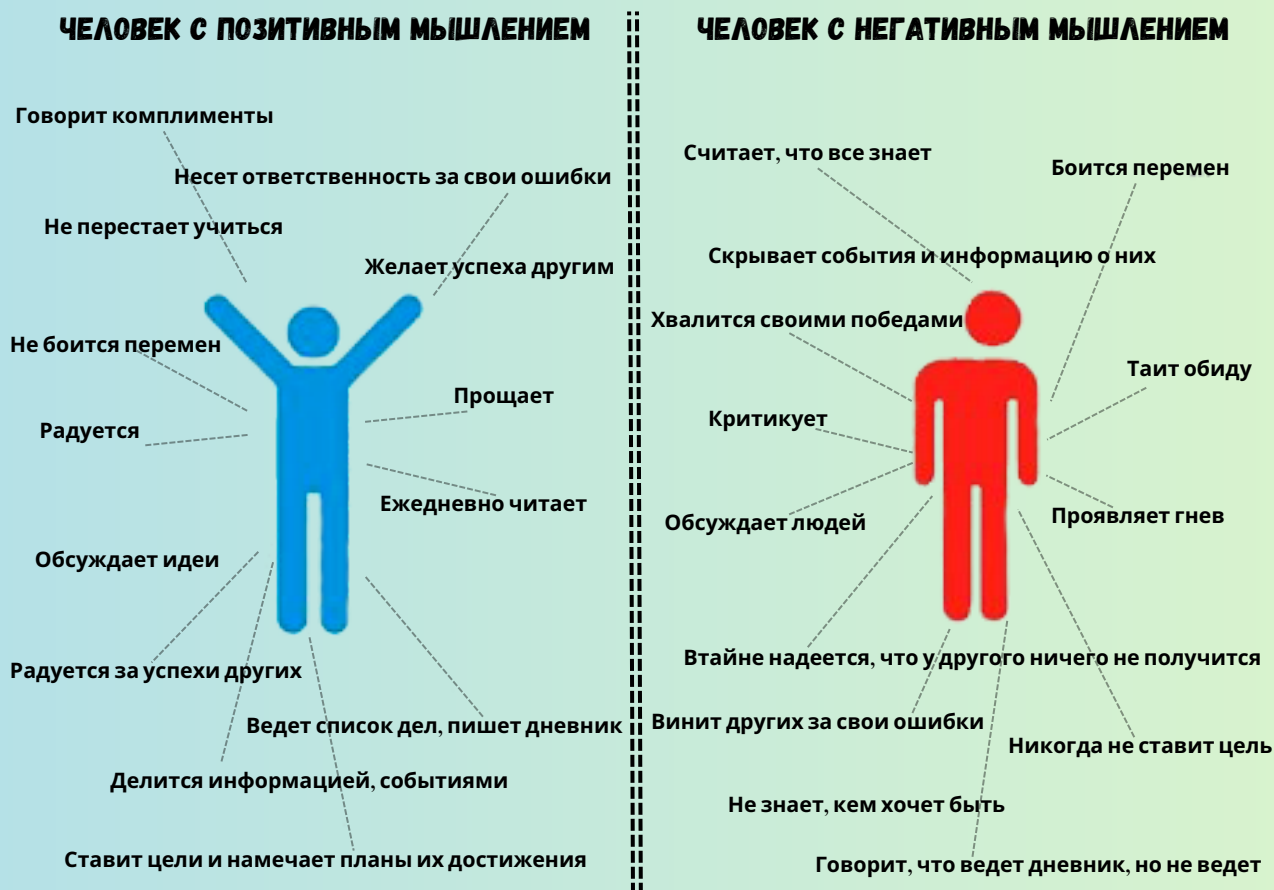 ЧЕЛОВЕК С ПОЗИТИВНЫМ МЫШЛЕНИЕМ
Говорит комплименты
Несет ответственность за свои ошибки
Не перестает учиться
Желает успеха другим
Не боится перемен
Прощает
Радуется
Ежедневно читает
Обсуждает идеи
Радуется за успехи других
Ведет список дел, пишет дневник
Делится информацией, событиями
Ставит цели и намечает планы их достижения
ЧЕЛОВЕК С НЕГАТИВНЫМ МЫШЛЕНИЕМ
Считает, что все знает
Боится перемен
Скрывает события и информацию о них
Хвалится своими победами
Таит обиду
Критикует
Обсуждает людей
Проявляет гнев
Втайне надеется, что у другого ничего не получится
Винит других за свои ошибки
Никогда не ставит цель
Не знает, кем хочет быть
Говорит, что ведет дневник, но не ведет